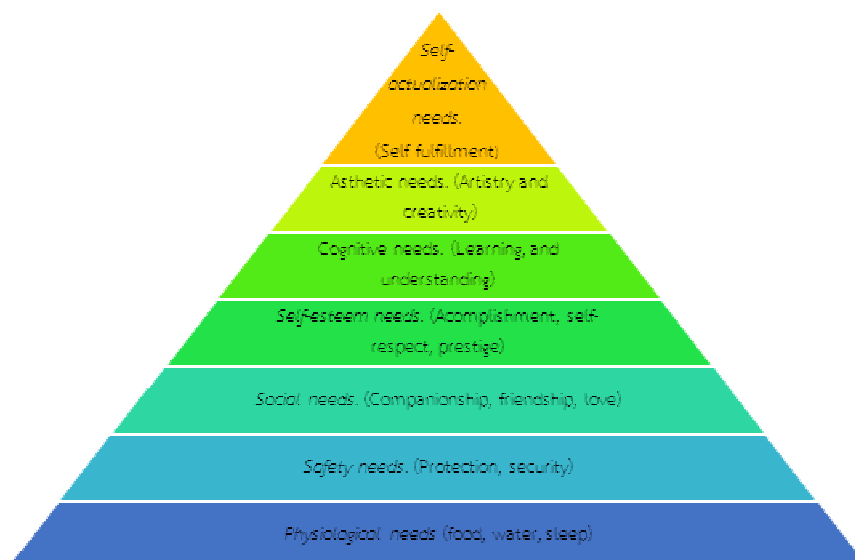 Self-
actualization
needs.
(Self fulfillment)
Asthetic needs. (Artistry and
creativity)
Cognitive needs. (Learning, and
understanding)
Self-esteem needs. (Acomplishment, self-
respect, prestige)
Social needs. (Companionship, friendship, love)
Safety needs. (Protection, security)
Physiological needs (food, water, sleep)